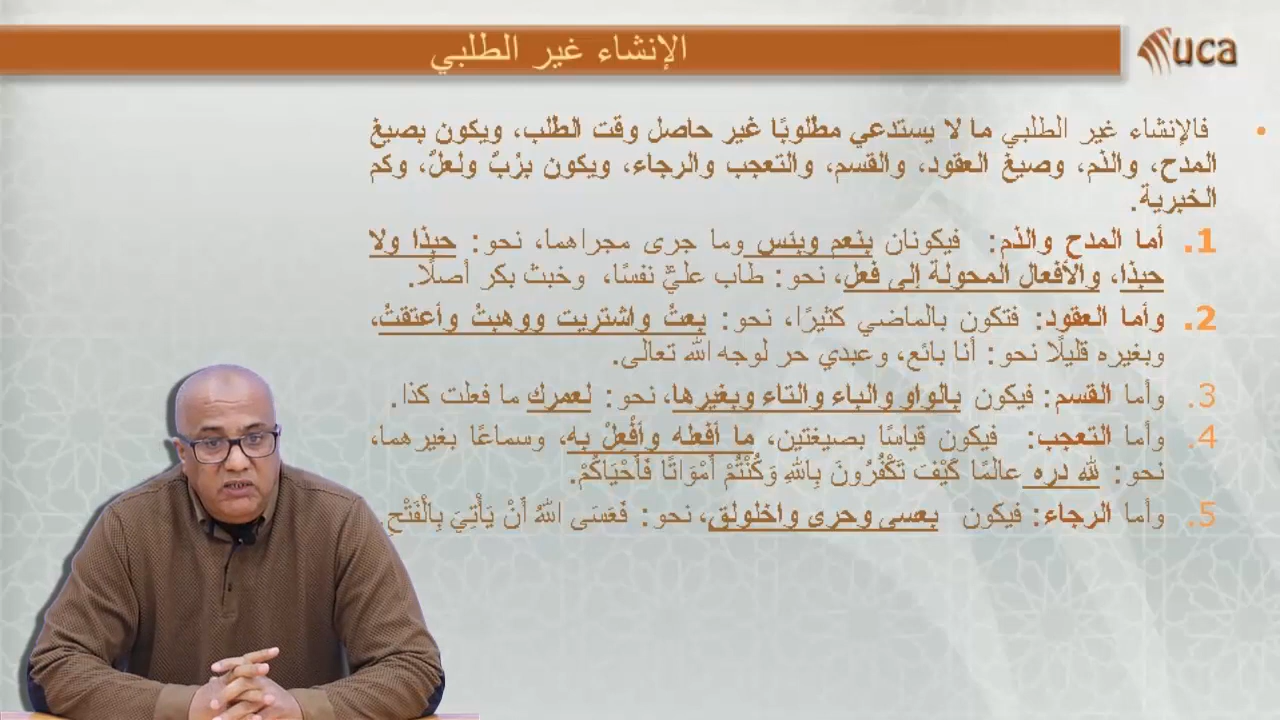 الإنشاء غير الطلبي
uca
• فالإنشاء غير الطلبي ما لا يستدعي مطلوبًا غير حاصل وقت الطلب، ويكون بصيغ
المدح، والذم، وصيغ العقود، والقسم، والتعجب والرجاء، ويكون برُبّ ولعلّ، وكم
الخبرية.
1. أما المدح والذم: فيكونان بنعم وبئس وما جرى مجراهما، نحو: حبذا ولا
حبذا، والأفعال المحولة إلى فعل، نحو: طاب عليٌّ نفسًا، وخبث بكر أصلًا.
2. وأما العقود: فتكون بالماضي كثيرًا، نحو: بعتُ واشتريت ووهبتُ وأعتقتُ،
وبغيره قليلًا نحو: أنا بائع، وعبدي حر لوجه الله تعالى.
3. وأما القسم: فيكون بالواو والباء والتاء وبغيرها، نحو: لعمرك ما فعلت كذا.
4. وأما التعجب: فيكون قياسًا بصيغتين، ما أفعله وأفْعِلْ به، وسماعًا بغيرهما،
نحو: لله دره عالمًا كَيْفَ تَكْفُرُونَ بِاللهِ وَكُنْتُمْ أَمْوَاتًا فَأَحْيَاكُمْ.
5. وأما الرجاء: فيكون بعسى وحرى واخلولق، نحو: فَعَسَى اللهُ أَنْ يَأْتِيَ بِالْفَتْحِ.